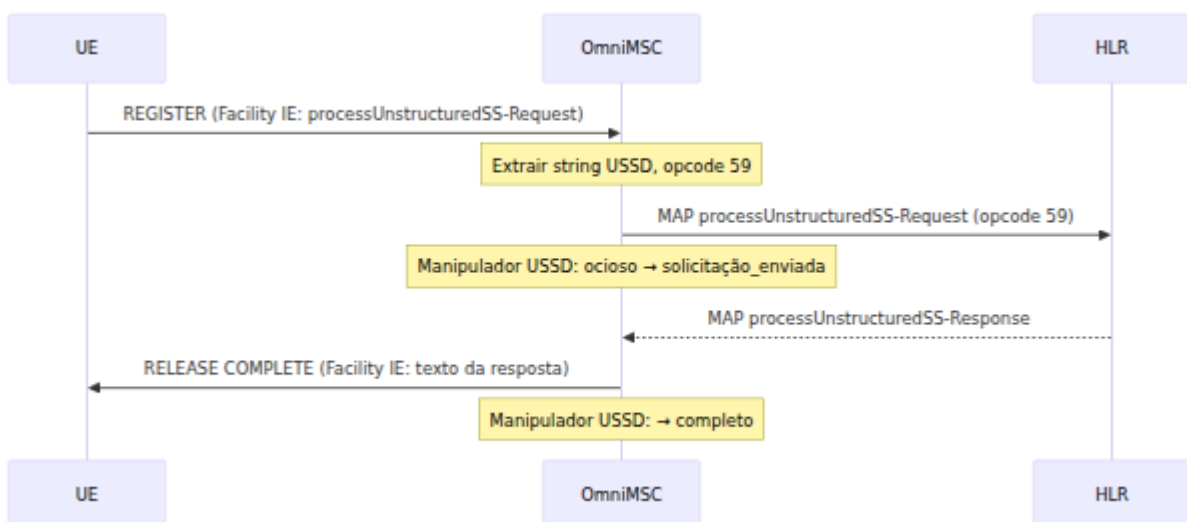 UE OmniMSC HLR
REGISTER (Facility IE: processUnstructuredSS-Request)
Extrair string USSD, opcode 59
MAP processUnstructuredSS-Request (opcode 59)
Manipulador USSD: ocioso → solicitação_enviada
MAP processUnstructuredSS-Response
RELEASE COMPLETE (Facility IE: texto da resposta)
Manipulador USSD: → completo
UE OmniMSC HLR